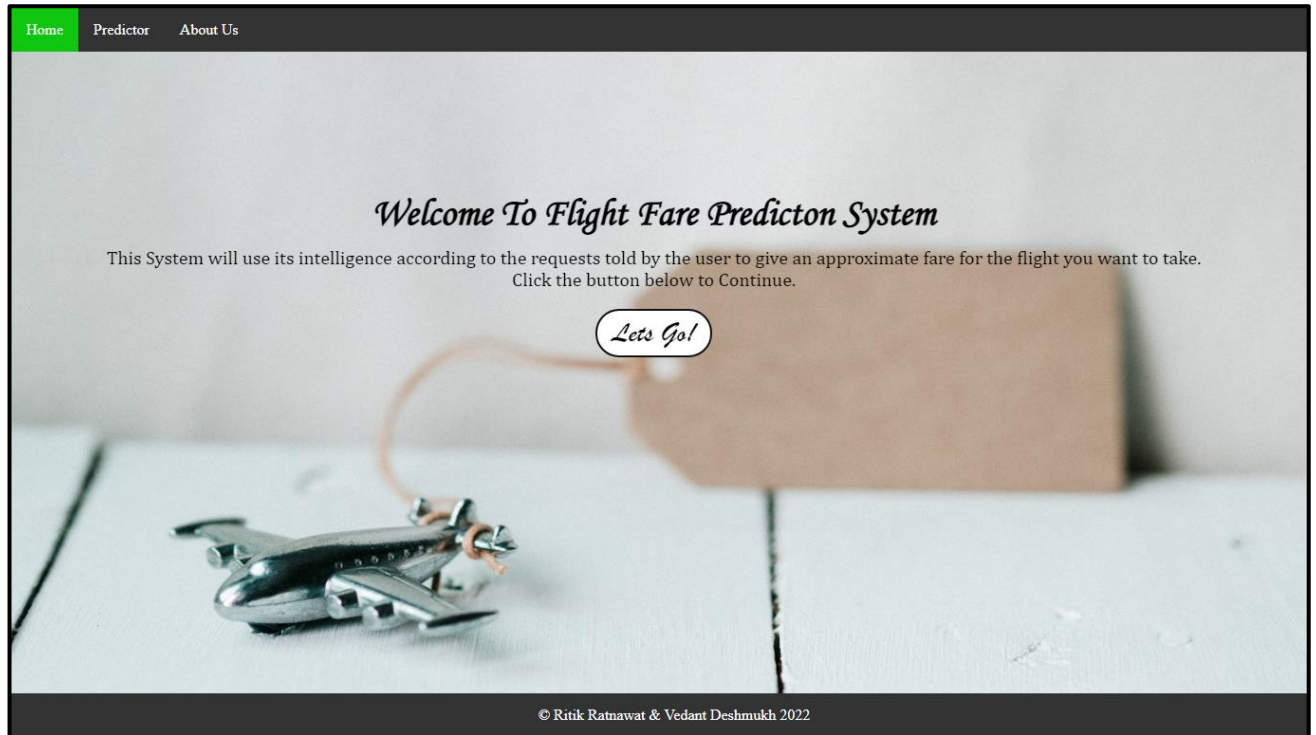 Home Predictor About Us
Welcome To Flight Fare Predicton System
This System will use its intelligence according to the requests told by the user to give an approximate fare for the flight you want to take.
Click the button below to Continue.
Lets Go!
© Ritik Ratnawat & Vedant Deshmukh 2022